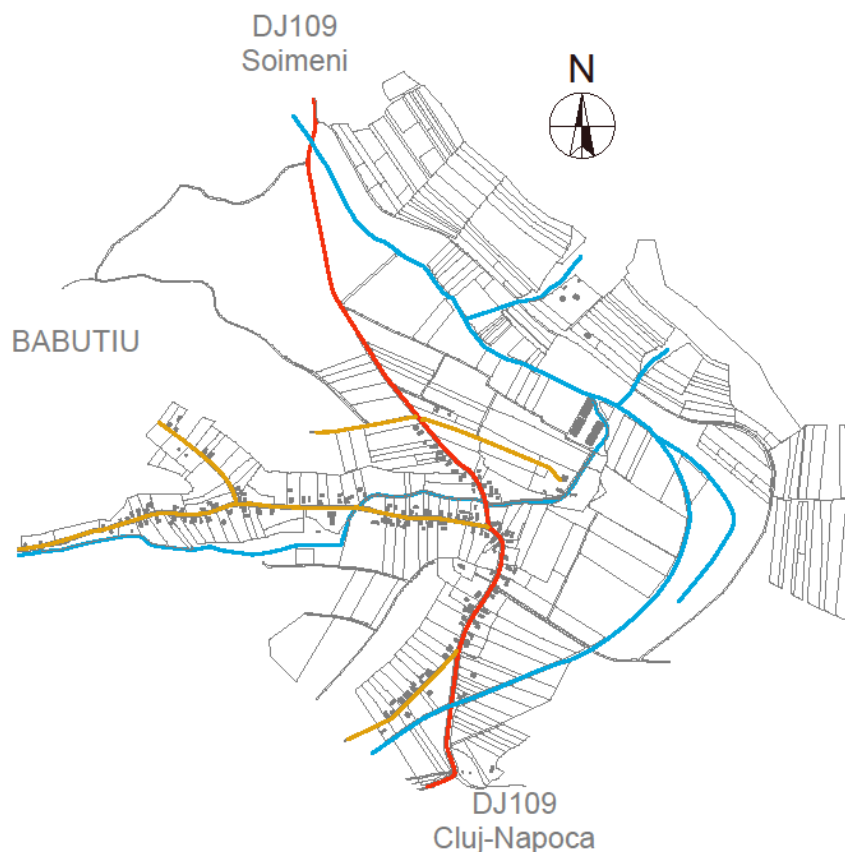 DJ109
Soimeni
N
BABUTIU
DJ109
Cluj-Napoca